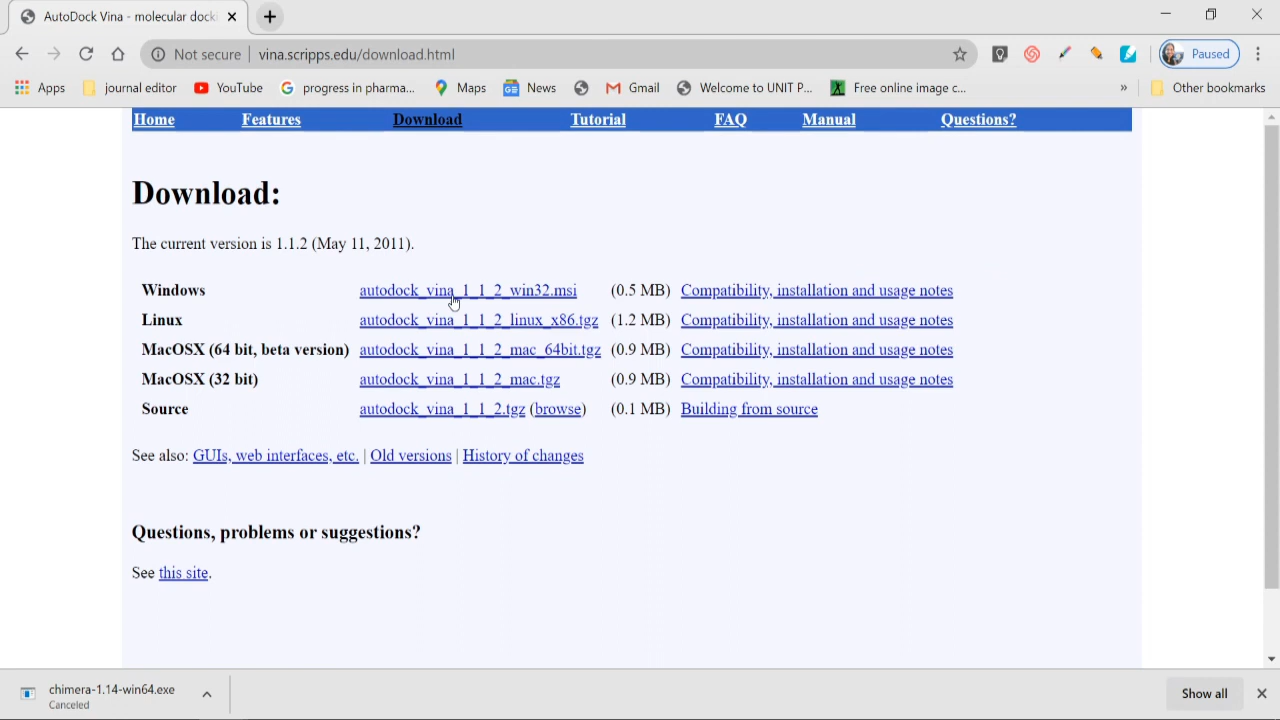 AutoDock Vina - molecular docki
Not secure | vina.scripps.edu/download.html
Paused
Apps journal editor YouTube progress in pharma... Maps News Gmail Welcome to UNIT P... Free online image c... » Other bookmarks
Home Features Download Tutorial FAQ Manual Questions?
Download:
The current version is 1.1.2 (May 11, 2011).
Windows autodock_vina_1_1_2_win32.msi (0.5 MB) Compatibility, installation and usage notes
Linux autodock_vina_1_1_2_linux_x86.tgz (1.2 MB) Compatibility, installation and usage notes
MacOSX (64 bit, beta version) autodock_vina_1_1_2_mac_64bit.tgz (0.9 MB) Compatibility, installation and usage notes
MacOSX (32 bit) autodock_vina_1_1_2_mac.tgz (0.9 MB) Compatibility, installation and usage notes
Source autodock_vina_1_1_2.tgz (browse) (0.1 MB) Building from source
See also: GUIs, web interfaces, etc. | Old versions | History of changes
Questions, problems or suggestions?
See this site.
chimera-1.14-win64.exe
Canceled
Show all